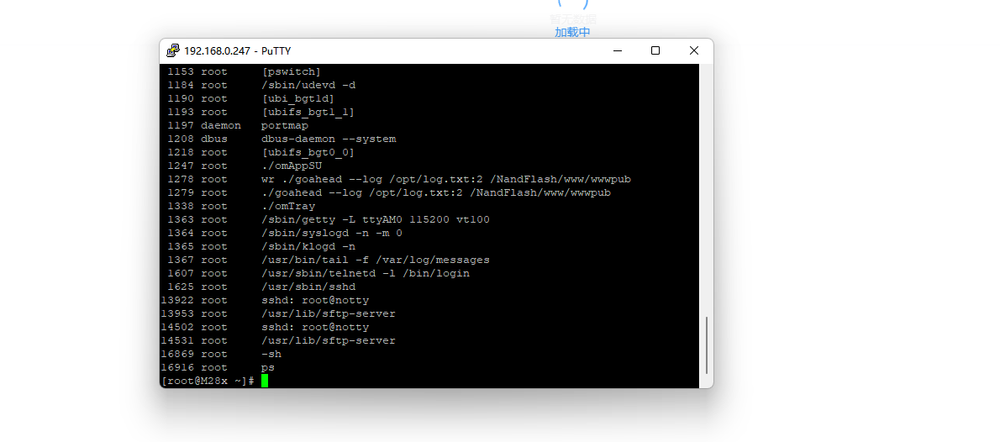 暂无数据
加载中
192.168.0.247 - PuTTY
1153 root     [pswitch]
1184 root     /sbin/udevd -d
1190 root     [ubi_bgt1d]
1193 root     [ubifs_bgt1_1]
1197 daemon   portmap
1208 dbus     dbus-daemon --system
1218 root     [ubifs_bgt0_0]
1247 root     ./omAppSU
1278 root     wr ./goahead --log /opt/log.txt:2 /NandFlash/www/wwwpub
1279 root     ./goahead --log /opt/log.txt:2 /NandFlash/www/wwwpub
1338 root     ./omTray
1363 root     /sbin/getty -L ttyAM0 115200 vt100
1364 root     /sbin/syslogd -n -m 0
1365 root     /sbin/klogd -n
1367 root     /usr/bin/tail -f /var/log/messages
1607 root     /usr/sbin/telnetd -l /bin/login
1625 root     /usr/sbin/sshd
13922 root     sshd: root@notty
13953 root     /usr/lib/sftp-server
14502 root     sshd: root@notty
14531 root     /usr/lib/sftp-server
16869 root     -sh
16916 root     ps
[root@M28x ~]#